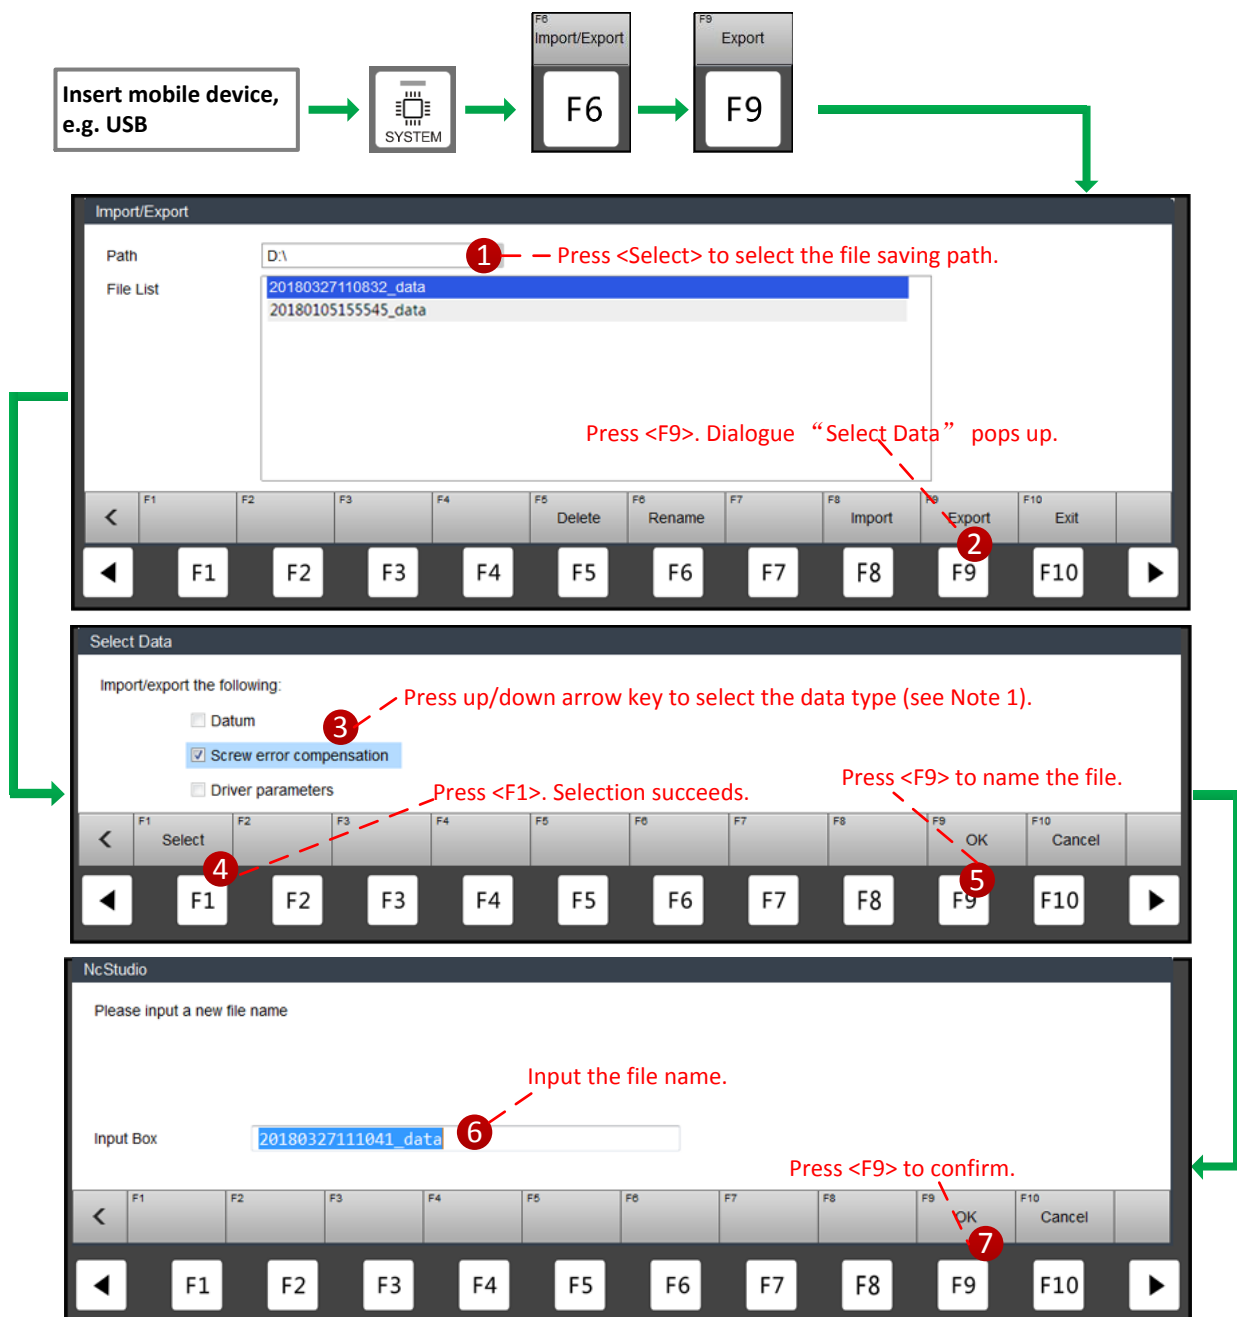 F6
Import/Export
F9
Export
Insert mobile device,
e.g. USB
SYSTEM
F6
F9
Import/Export
Path
D:\
1
Press <Select> to select the file saving path.
File List
20180327110832_data
20180105155545_data
Press <F9>. Dialogue “Select Data” pops up.
< F1 F2 F3 F4 F5 Delete F6 Rename F7 F8 Import F9 Export F10 Exit
2
F1 F2 F3 F4 F5 F6 F7 F8 F9 F10
Select Data
Import/export the following:
Press up/down arrow key to select the data type (see Note 1).
Datum
3
Screw error compensation
Driver parameters
Press <F1>. Selection succeeds.
Press <F9> to name the file.
< F1 Select F2 F3 F4 F5 F6 F7 F8 F9 OK F10 Cancel
4
5
F1 F2 F3 F4 F5 F6 F7 F8 F9 F10
NcStudio
Please input a new file name
Input the file name.
Input Box
20180327111041_data
6
Press <F9> to confirm.
< F1 F2 F3 F4 F5 F6 F7 F8 F9 OK F10 Cancel
7
F1 F2 F3 F4 F5 F6 F7 F8 F9 F10